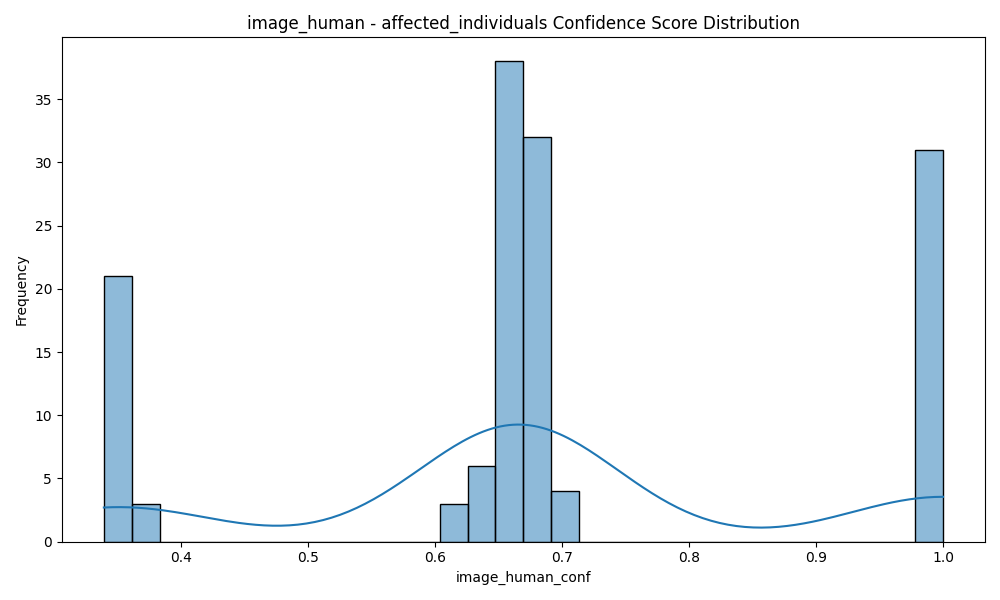 image_human - affected_individuals Confidence Score Distribution
Frequency
35
30
25
20
15
10
5
0
0.4 0.5 0.6 0.7 0.8 0.9 1.0
image_human_conf